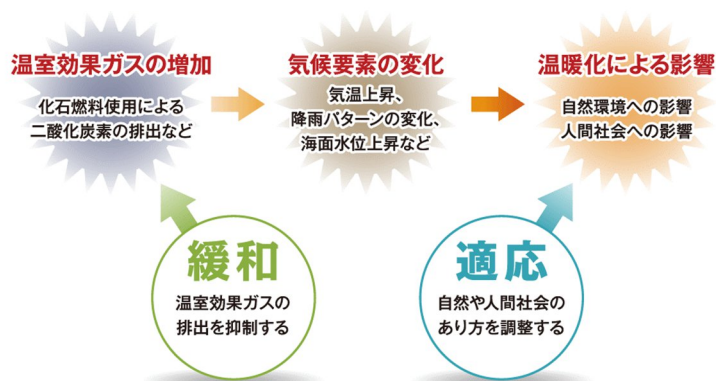 温室効果ガスの増加
化石燃料使用による
二酸化炭素の排出など
気候要素の変化
気温上昇、
降雨パターンの変化、
海面水位上昇など
温暖化による影響
自然環境への影響
人間社会への影響
緩和
温室効果ガスの
排出を抑制する
適応
自然や人間社会の
あり方を調整する